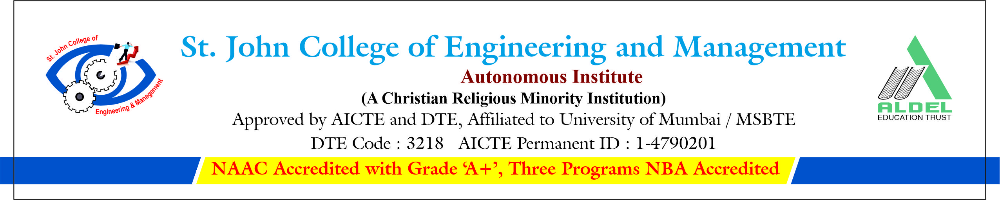 St. John College of
Engineering & Management
St. John College of Engineering and Management
Autonomous Institute
(A Christian Religious Minority Institution)
Approved by AICTE and DTE, Affiliated to University of Mumbai / MSBTE
DTE Code : 3218 AICTE Permanent ID : 1-4790201
NAAC Accredited with Grade ‘A+’, Three Programs NBA Accredited
ALDEL
EDUCATION TRUST